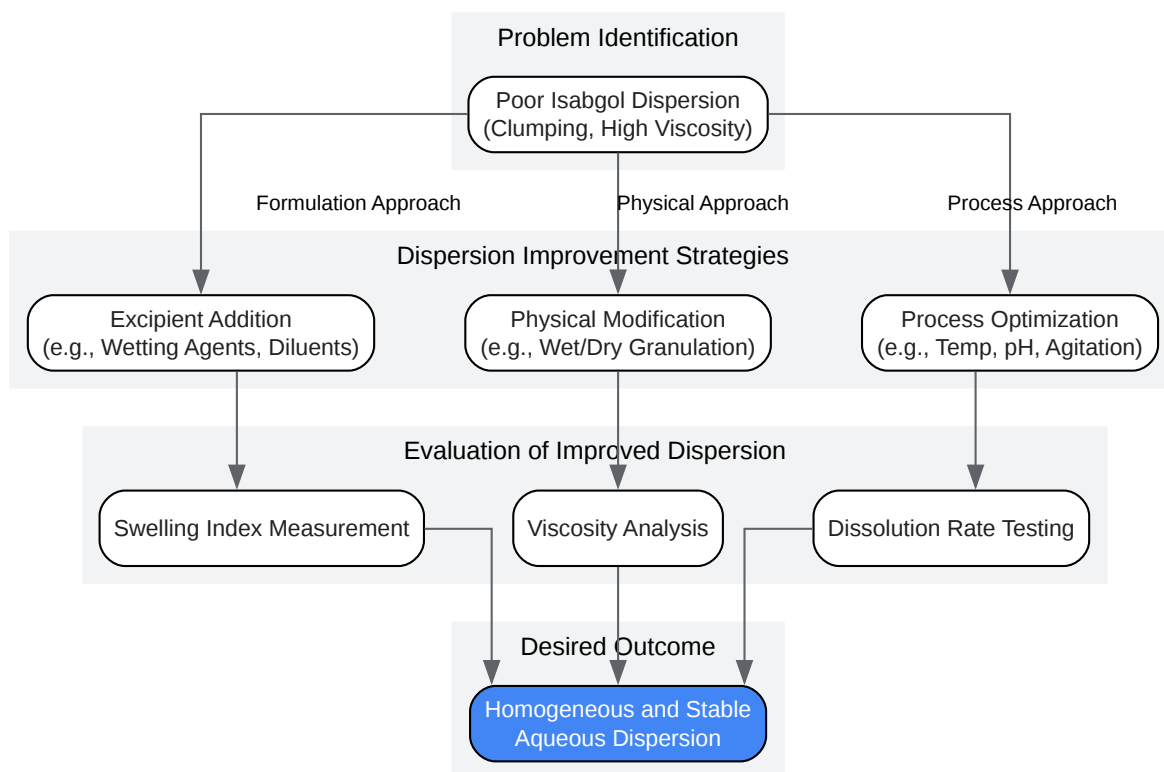 Problem Identification
Poor Isabgol Dispersion
(Clumping, High Viscosity)
Formulation Approach
Physical Approach
Process Approach
Dispersion Improvement Strategies
Excipient Addition
(e.g., Wetting Agents, Diluents)
Physical Modification
(e.g., Wet/Dry Granulation)
Process Optimization
(e.g., Temp, pH, Agitation)
Evaluation of Improved Dispersion
Swelling Index Measurement
Viscosity Analysis
Dissolution Rate Testing
Desired Outcome
Homogeneous and Stable
Aqueous Dispersion